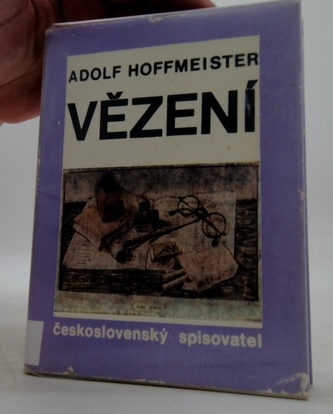 ADOLF HOFFMEISTER
VĚZENÍ
československý spisovatel